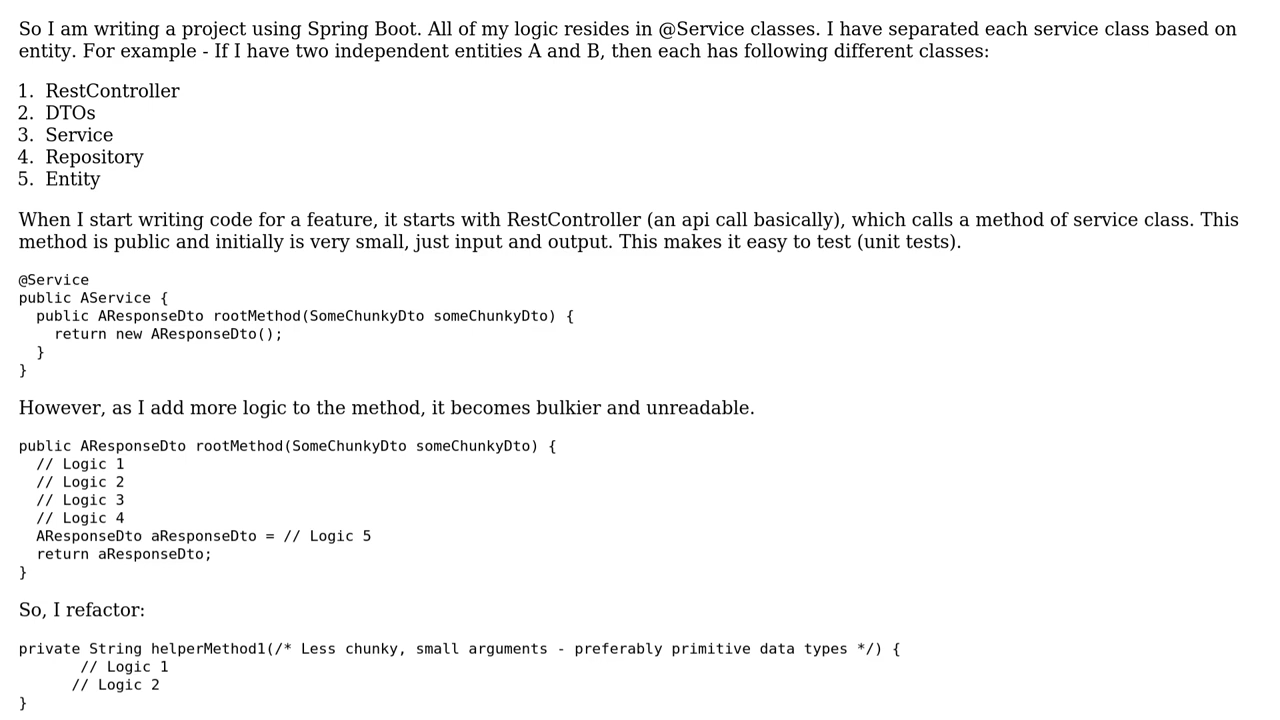 So I am writing a project using Spring Boot. All of my logic resides in @Service classes. I have separated each service class based on
entity. For example - If I have two independent entities A and B, then each has following different classes:
1. RestController
2. DTOs
3. Service
4. Repository
5. Entity
When I start writing code for a feature, it starts with RestController (an api call basically), which calls a method of service class. This
method is public and initially is very small, just input and output. This makes it easy to test (unit tests).
@Service
public AService {
  public AResponseDto rootMethod(SomeChunkyDto someChunkyDto) {
    return new AResponseDto();
  }
}
However, as I add more logic to the method, it becomes bulkier and unreadable.
public AResponseDto rootMethod(SomeChunkyDto someChunkyDto) {
  // Logic 1
  // Logic 2
  // Logic 3
  // Logic 4
  AResponseDto aResponseDto = // Logic 5
  return aResponseDto;
}
So, I refactor:
private String helperMethod1(/* Less chunky, small arguments - preferably primitive data types */) {
       // Logic 1
      // Logic 2
}